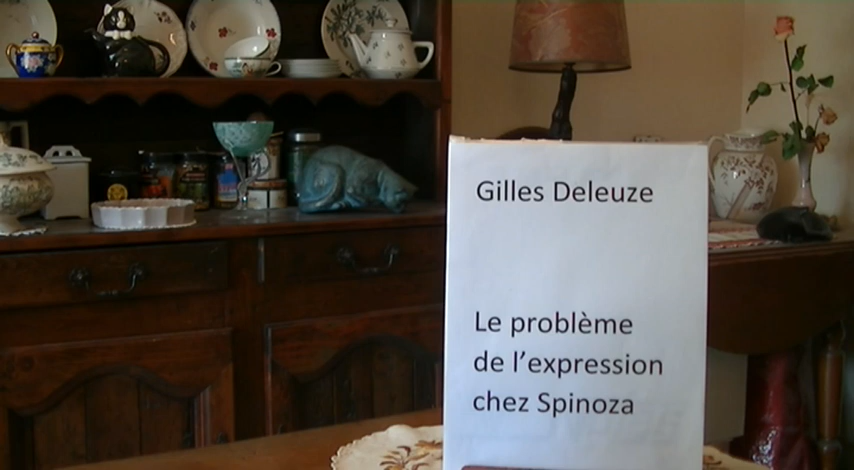 Gilles Deleuze
Le problème
de l’expression
chez Spinoza